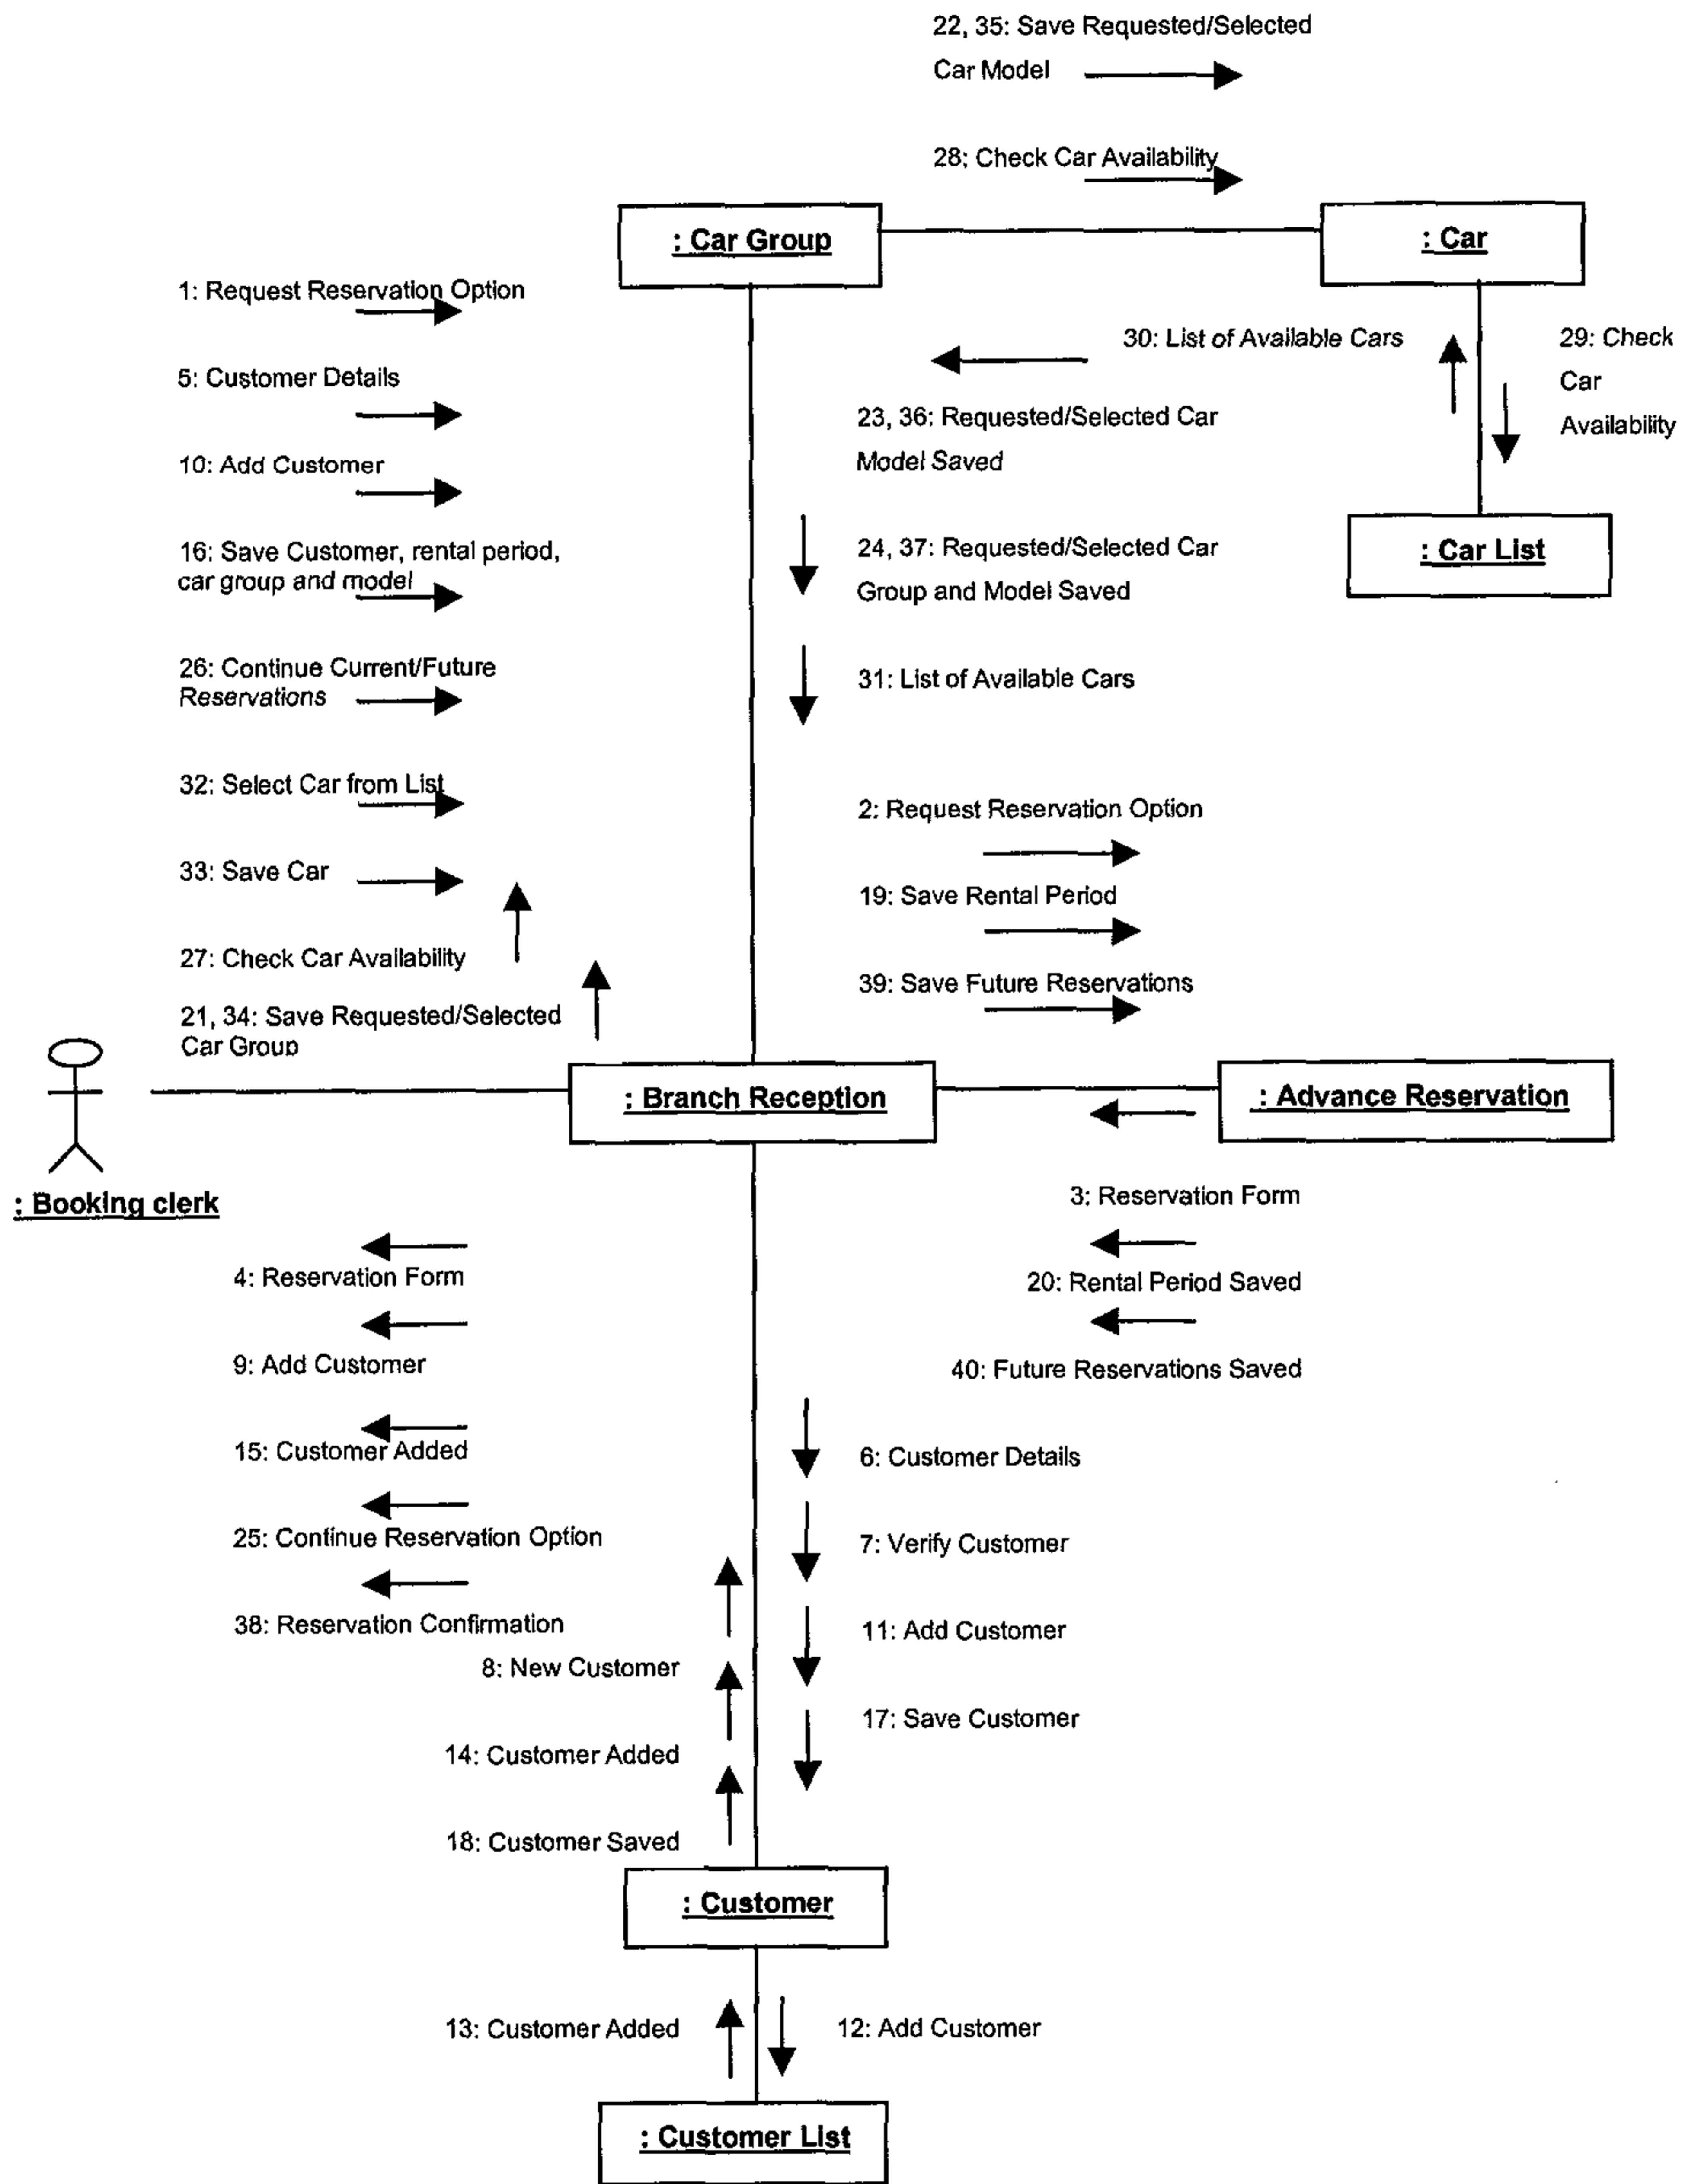 22, 35: Save Requested/Selected
Car Model
28: Check Car Availability
: Car Group
: Car
1: Request Reservation Option
30: List of Available Cars
29: Check
Car
Availability
5: Customer Details
23, 36: Requested/Selected Car
Model Saved
10: Add Customer
16: Save Customer, rental period,
car group and model
24, 37: Requested/Selected Car
Group and Model Saved
: Car List
26: Continue Current/Future
Reservations
31: List of Available Cars
32: Select Car from List
2: Request Reservation Option
33: Save Car
19: Save Rental Period
27: Check Car Availability
39: Save Future Reservations
21, 34: Save Requested/Selected
Car Group
: Branch Reception
: Advance Reservation
: Booking clerk
3: Reservation Form
4: Reservation Form
20: Rental Period Saved
9: Add Customer
40: Future Reservations Saved
15: Customer Added
6: Customer Details
25: Continue Reservation Option
7: Verify Customer
38: Reservation Confirmation
11: Add Customer
8: New Customer
17: Save Customer
14: Customer Added
18: Customer Saved
: Customer
13: Customer Added
12: Add Customer
: Customer List